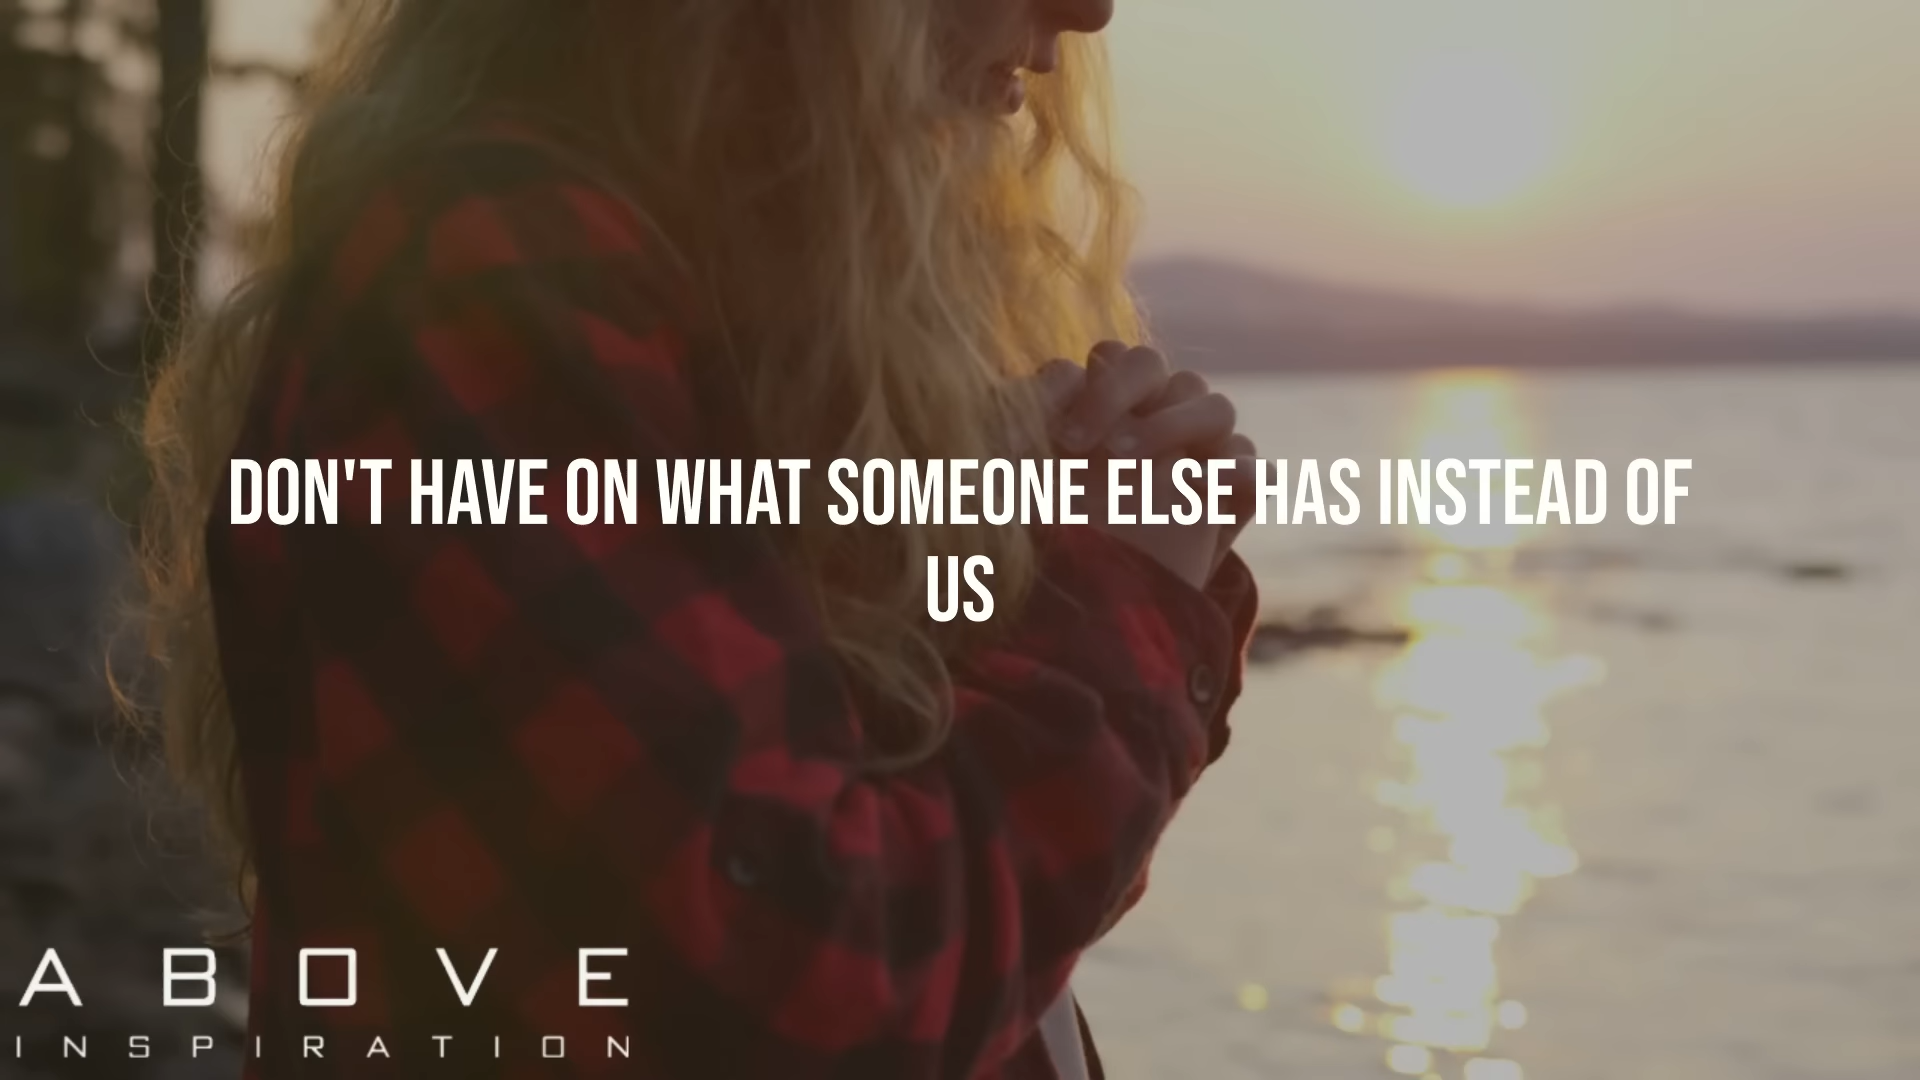 DON'T HAVE ON WHAT SOMEONE ELSE HAS INSTEAD OF
US
ABOVE
INSPIRATION